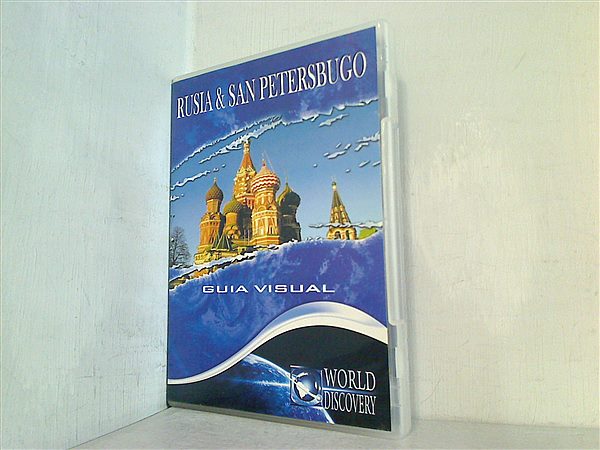 RUSIA & SAN PETERSBUGO
GUIA VISUAL
WORLD
DISCOVERY